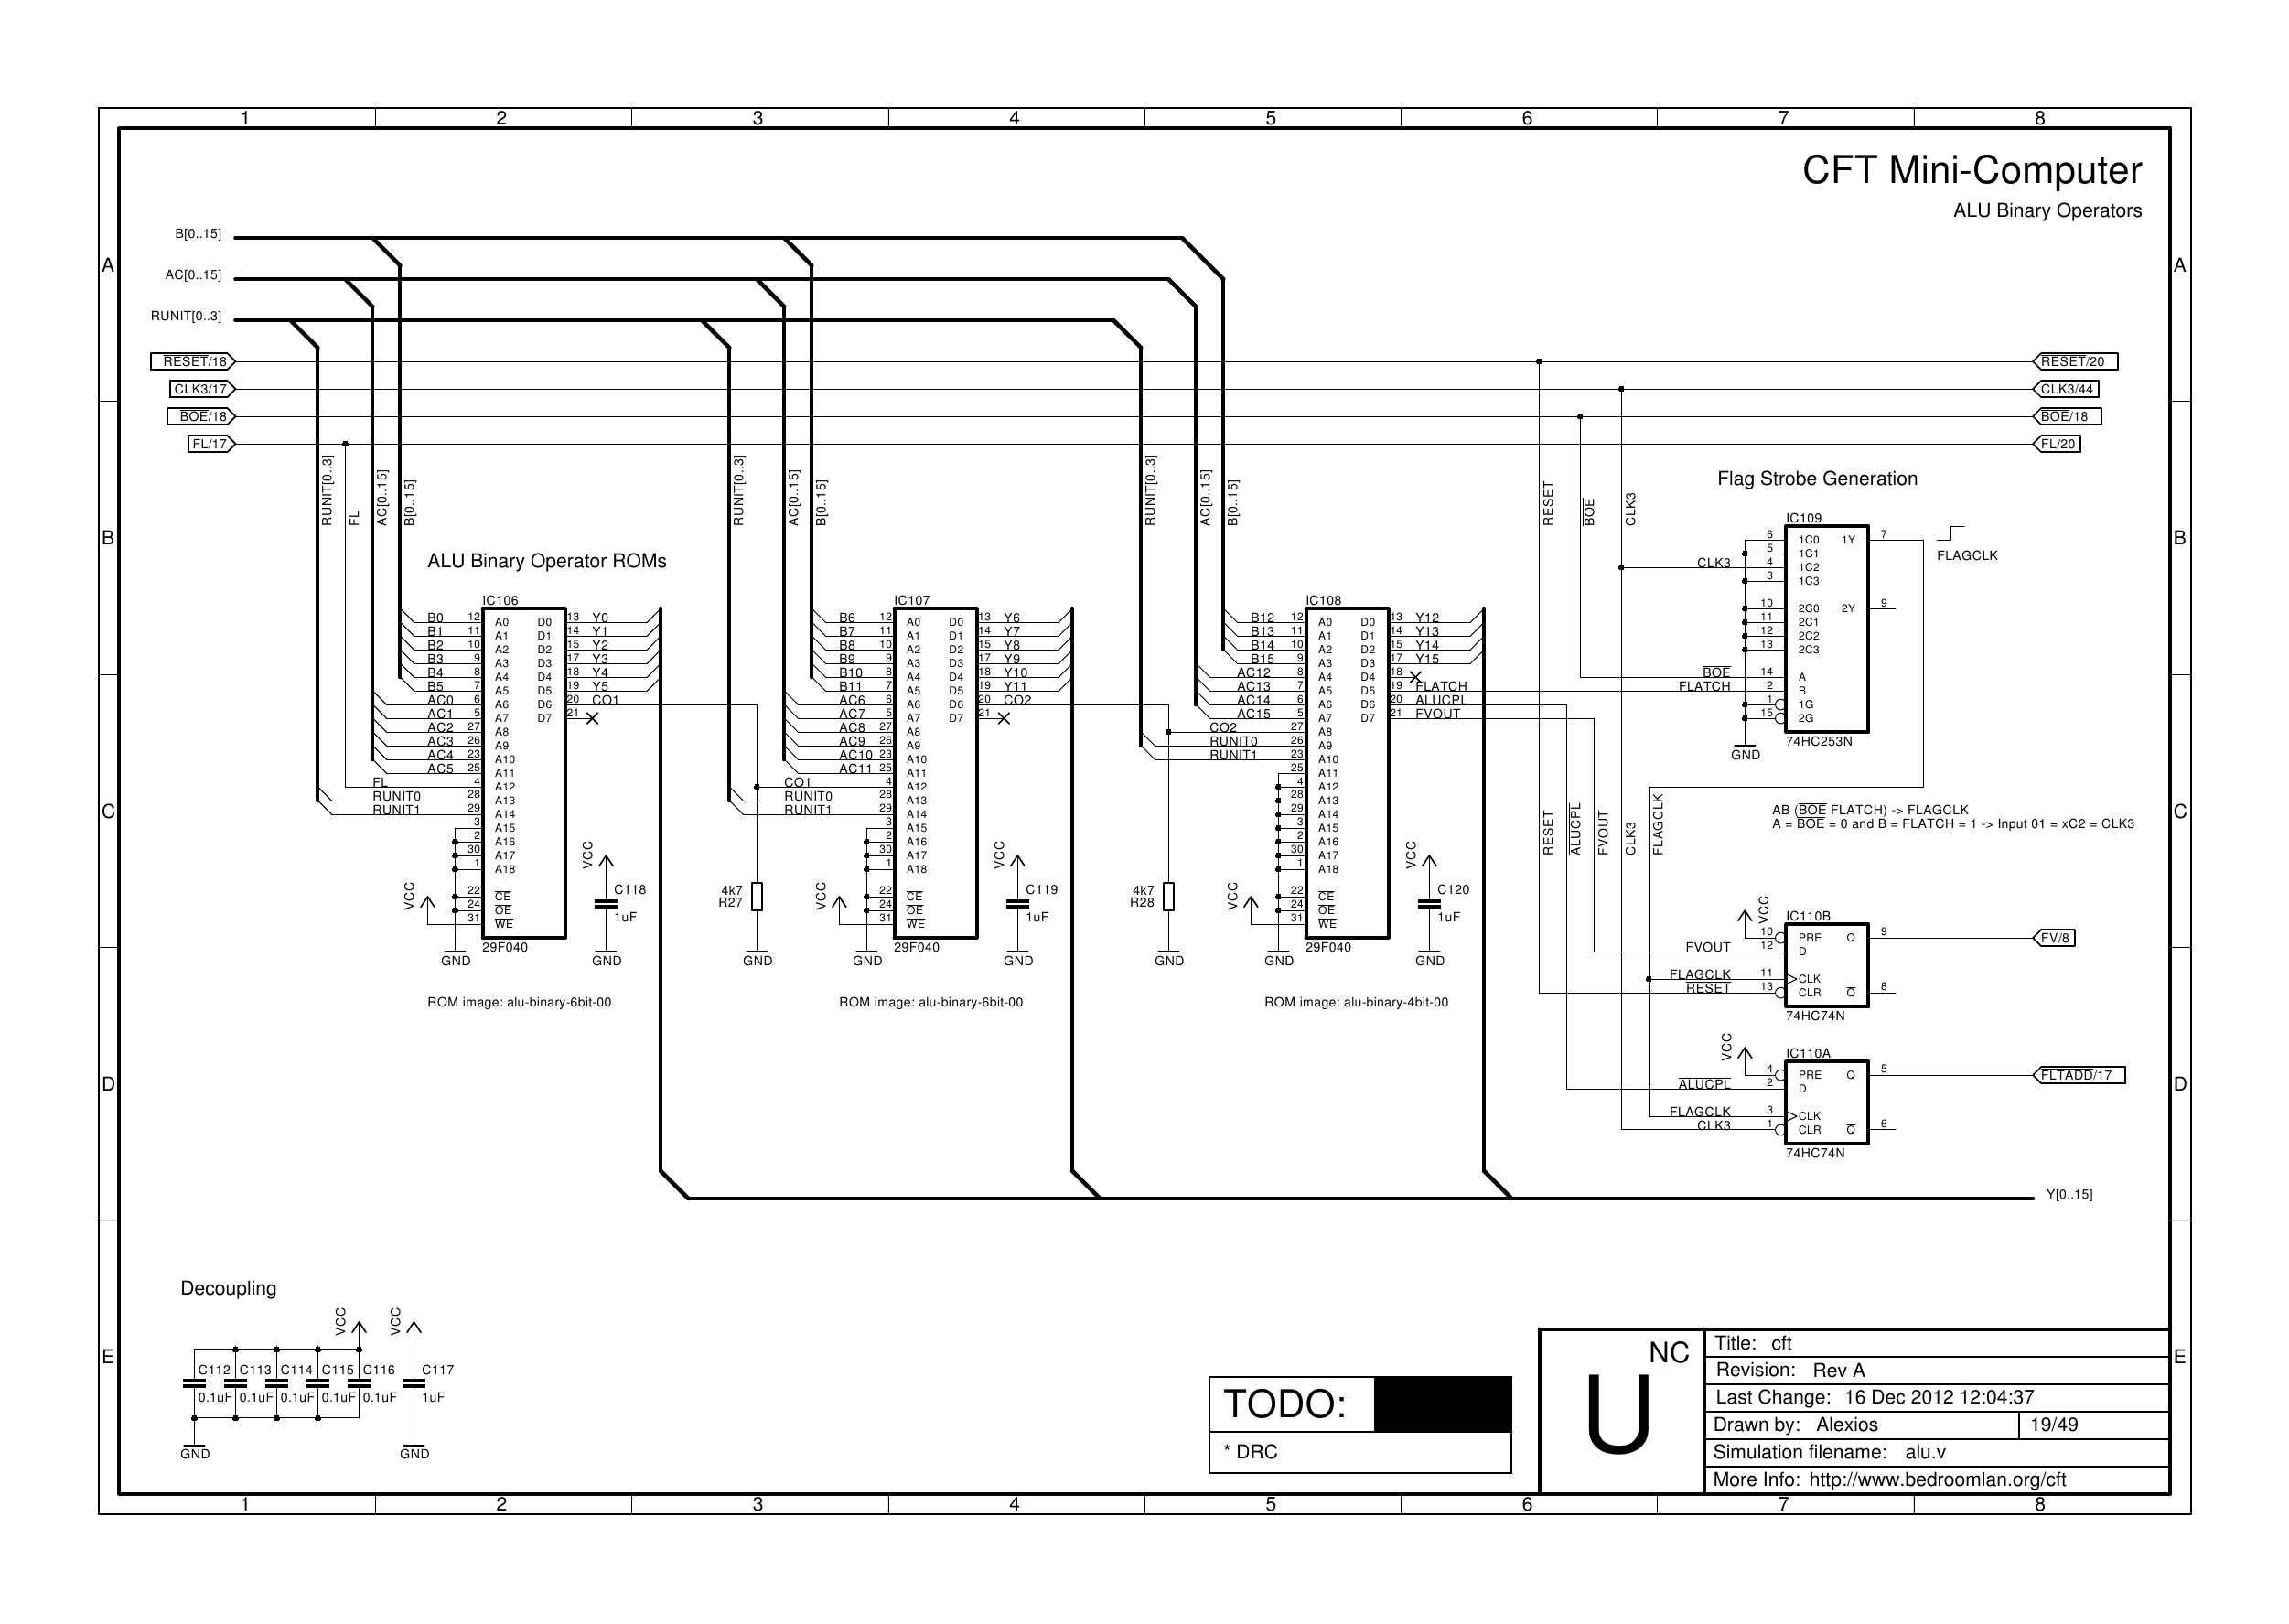 1 2 3 4 5 6 7 8
CFT Mini-Computer
ALU Binary Operators
B[0..15]
A A
AC[0..15]
RUNIT[0..3]
RESET/18 RESET/20
CLK3/17 CLK3/44
BOE/18 BOE/18
FL/17 FL/20
RUNIT[0..3] FL AC[0..15] B[0..15] RUNIT[0..3] AC[0..15] B[0..15] RUNIT[0..3] AC[0..15] B[0..15] RESET BOE CLK3
B B
ALU Binary Operator ROMs
IC106
B0 12 A0 D0 13 Y0
B1 11 A1 D1 14 Y1
B2 10 A2 D2 15 Y2
B3 9 A3 D3 17 Y3
B4 8 A4 D4 18 Y4
B5 7 A5 D5 19 Y5
AC0 6 A6 D6 20 CO1
AC1 5 A7 D7 21
AC2 27 A8
AC3 26 A9
AC4 23 A10
AC5 25 A11
FL 4 A12
RUNIT0 28 A13
RUNIT1 29 A14
3 A15
2 A16
30 A17
1 A18
22 CE
24 OE
31 WE
VCC
29F040
GND
VCC
C118
1uF
GND
ROM image: alu-binary-6bit-00
4k7
R27
GND
IC107
B6 12 A0 D0 13 Y6
B7 11 A1 D1 14 Y7
B8 10 A2 D2 15 Y8
B9 9 A3 D3 17 Y9
B10 8 A4 D4 18 Y10
B11 7 A5 D5 19 Y11
AC6 6 A6 D6 20 CO2
AC7 5 A7 D7 21
AC8 27 A8
AC9 26 A9
AC10 23 A10
AC11 25 A11
CO1 4 A12
RUNIT0 28 A13
RUNIT1 29 A14
3 A15
2 A16
30 A17
1 A18
22 CE
24 OE
31 WE
VCC
29F040
GND
VCC
C119
1uF
GND
ROM image: alu-binary-6bit-00
4k7
R28
GND
IC108
B12 12 A0 D0 13 Y12
B13 11 A1 D1 14 Y13
B14 10 A2 D2 15 Y14
B15 9 A3 D3 17 Y15
AC12 8 A4 D4 18
AC13 7 A5 D5 19 FLATCH
AC14 6 A6 D6 20 ALUCPL
AC15 5 A7 D7 21 FVOUT
CO2 27 A8
RUNIT0 26 A9
RUNIT1 23 A10
25 A11
4 A12
28 A13
29 A14
3 A15
2 A16
30 A17
1 A18
22 CE
24 OE
31 WE
VCC
29F040
GND
VCC
C120
1uF
GND
ROM image: alu-binary-4bit-00
Flag Strobe Generation
IC109
6 1C0 1Y 7
5 1C1
CLK3 4 1C2
3 1C3
10 2C0 2Y 9
11 2C1
12 2C2
13 2C3
BOE 14 A
FLATCH 2 B
1 1G
15 2G
74HC253N
GND
FLAGCLK
C C
RESET ALUCPL FVOUT CLK3 FLAGCLK
AB (BOE FLATCH) -> FLAGCLK
A = BOE = 0 and B = FLATCH = 1 -> Input 01 = xC2 = CLK3
VCC
IC110B
10 PRE Q 9
FVOUT 12 D
FLAGCLK 11 CLK
RESET 13 CLR Q 8
74HC74N
FV/8
VCC
IC110A
4 PRE Q 5
ALUCPL 2 D
FLAGCLK 3 CLK
CLK3 1 CLR Q 6
74HC74N
FLTADD/17
D D
Y[0..15]
Decoupling
VCC VCC
C112 C113 C114 C115 C116 C117
0.1uF 0.1uF 0.1uF 0.1uF 0.1uF 1uF
GND GND
E E
TODO:
* DRC
NC
U
Title: cft
Revision: Rev A
Last Change: 16 Dec 2012 12:04:37
Drawn by: Alexios 19/49
Simulation filename: alu.v
More Info: http://www.bedroomlan.org/cft
1 2 3 4 5 6 7 8